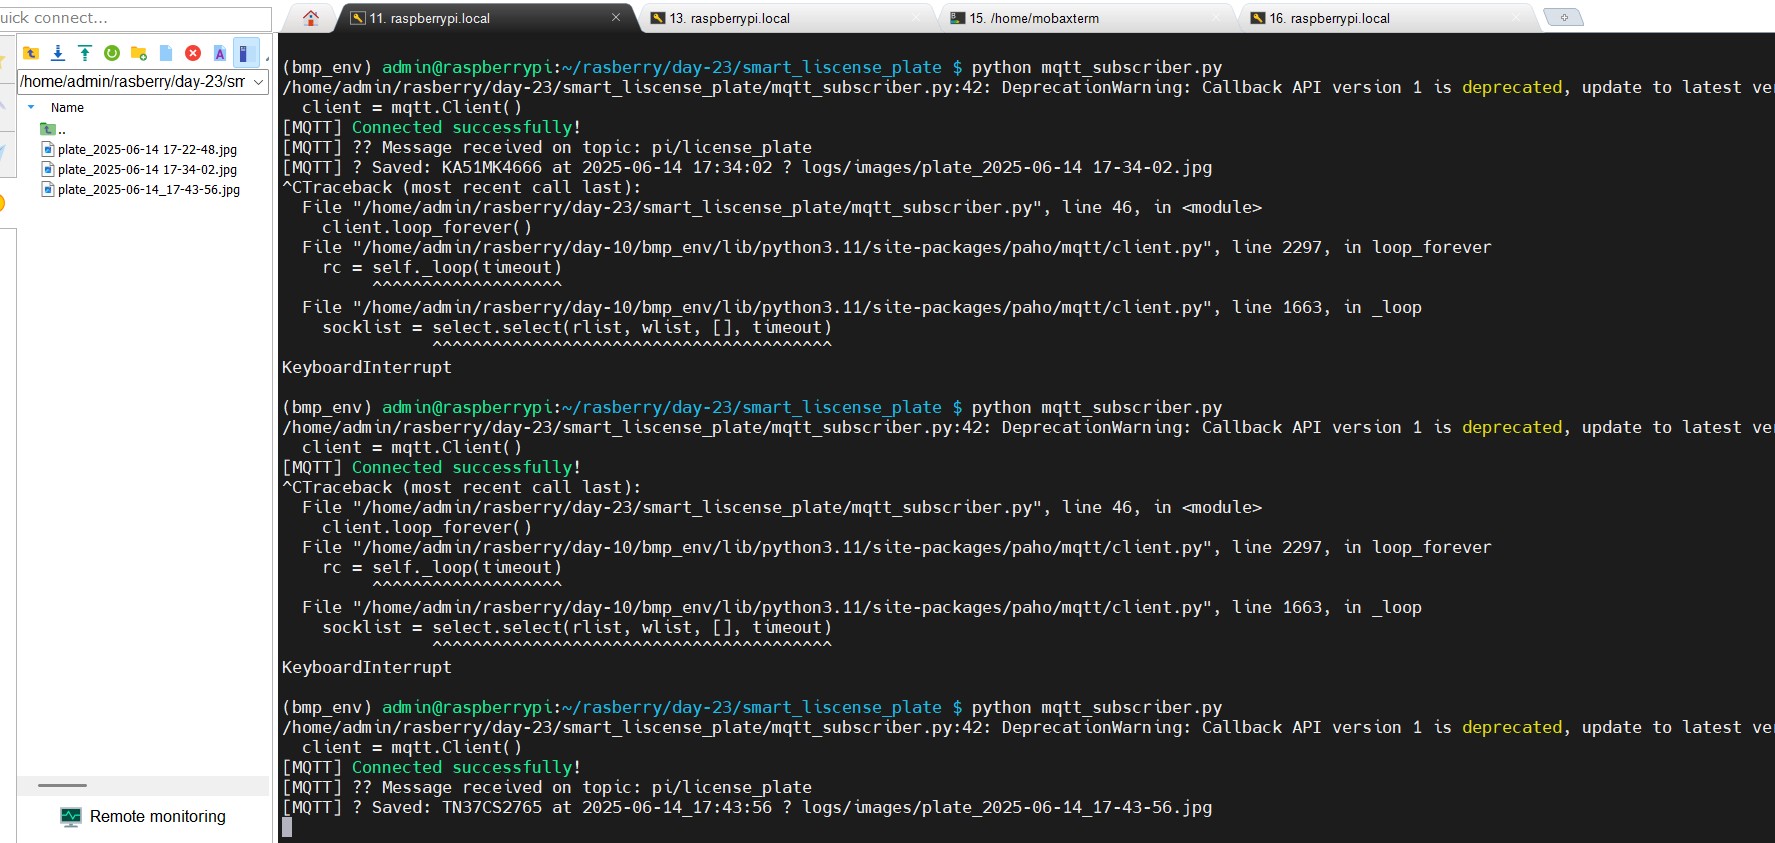 uick connect...
11. raspberrypi.local
13. raspberrypi.local
15. /home/mobaxterm
16. raspberrypi.local
/home/admin/rasberry/day-23/sm
Name
..
plate_2025-06-14 17-22-48.jpg
plate_2025-06-14 17-34-02.jpg
plate_2025-06-14_17-43-56.jpg
Remote monitoring
(bmp_env) admin@raspberrypi:~/rasberry/day-23/smart_liscense_plate $ python mqtt_subscriber.py
/home/admin/rasberry/day-23/smart_liscense_plate/mqtt_subscriber.py:42: DeprecationWarning: Callback API version 1 is deprecated, update to latest ve
  client = mqtt.Client()
[MQTT] Connected successfully!
[MQTT] ?? Message received on topic: pi/license_plate
[MQTT] ? Saved: KA51MK4666 at 2025-06-14 17:34:02 ? logs/images/plate_2025-06-14 17-34-02.jpg
^CTraceback (most recent call last):
  File "/home/admin/rasberry/day-23/smart_liscense_plate/mqtt_subscriber.py", line 46, in <module>
    client.loop_forever()
  File "/home/admin/rasberry/day-10/bmp_env/lib/python3.11/site-packages/paho/mqtt/client.py", line 2297, in loop_forever
    rc = self._loop(timeout)
         ^^^^^^^^^^^^^^^^^^^
  File "/home/admin/rasberry/day-10/bmp_env/lib/python3.11/site-packages/paho/mqtt/client.py", line 1663, in _loop
    socklist = select.select(rlist, wlist, [], timeout)
               ^^^^^^^^^^^^^^^^^^^^^^^^^^^^^^^^^^^^^^^^
KeyboardInterrupt
(bmp_env) admin@raspberrypi:~/rasberry/day-23/smart_liscense_plate $ python mqtt_subscriber.py
/home/admin/rasberry/day-23/smart_liscense_plate/mqtt_subscriber.py:42: DeprecationWarning: Callback API version 1 is deprecated, update to latest ve
  client = mqtt.Client()
[MQTT] Connected successfully!
^CTraceback (most recent call last):
  File "/home/admin/rasberry/day-23/smart_liscense_plate/mqtt_subscriber.py", line 46, in <module>
    client.loop_forever()
  File "/home/admin/rasberry/day-10/bmp_env/lib/python3.11/site-packages/paho/mqtt/client.py", line 2297, in loop_forever
    rc = self._loop(timeout)
         ^^^^^^^^^^^^^^^^^^^
  File "/home/admin/rasberry/day-10/bmp_env/lib/python3.11/site-packages/paho/mqtt/client.py", line 1663, in _loop
    socklist = select.select(rlist, wlist, [], timeout)
               ^^^^^^^^^^^^^^^^^^^^^^^^^^^^^^^^^^^^^^^^
KeyboardInterrupt
(bmp_env) admin@raspberrypi:~/rasberry/day-23/smart_liscense_plate $ python mqtt_subscriber.py
/home/admin/rasberry/day-23/smart_liscense_plate/mqtt_subscriber.py:42: DeprecationWarning: Callback API version 1 is deprecated, update to latest ve
  client = mqtt.Client()
[MQTT] Connected successfully!
[MQTT] ?? Message received on topic: pi/license_plate
[MQTT] ? Saved: TN37CS2765 at 2025-06-14_17:43:56 ? logs/images/plate_2025-06-14_17-43-56.jpg